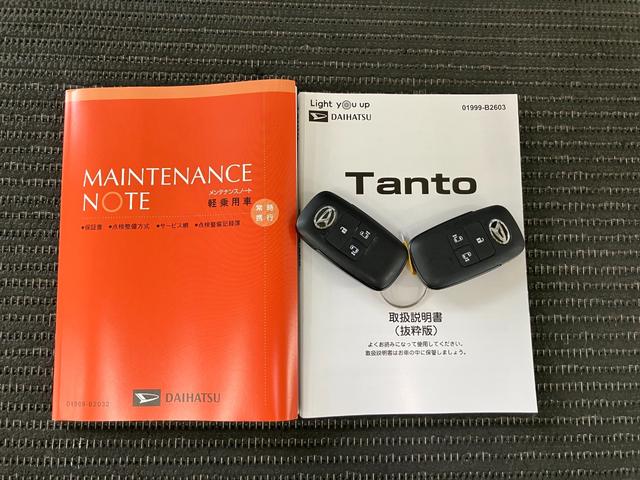 MAINTENANCE
NOTE
メンテナンスノート
軽乗用車
常時
携行
●保証書 ●点検整備方式 ●サービス網 ●点検整備記録簿
DAIHATSU
01999-B2032
Light you up
DAIHATSU
01999-B2603
Tanto
取扱説明書
（抜粋版）
よくお読みになって使用してください。
取扱説明書はお車の中に保管しましょう。